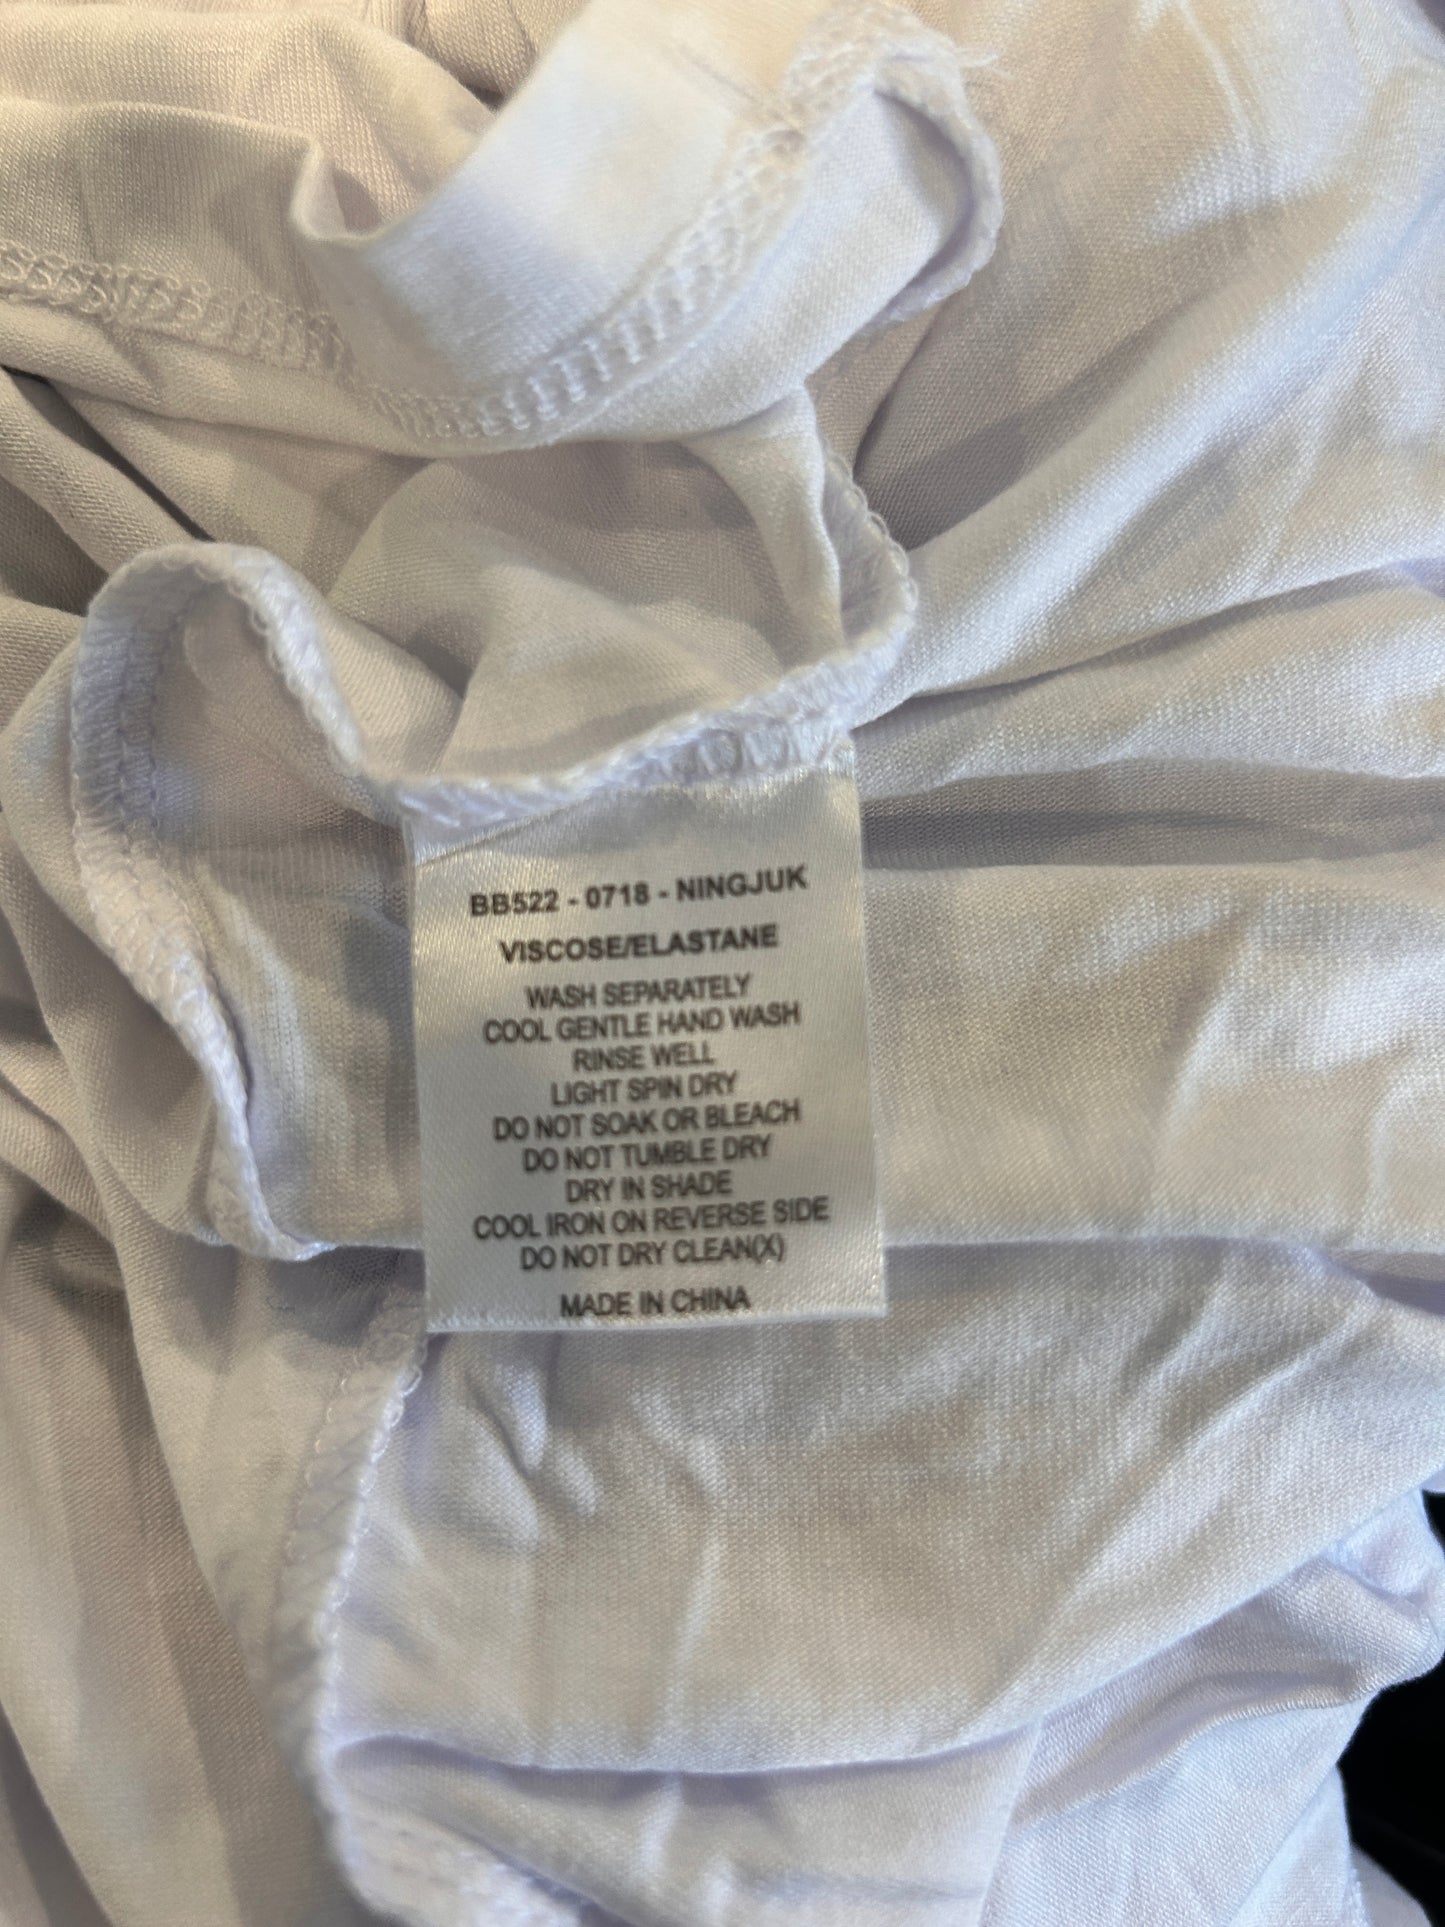 BB522 - 0718 - NINGJUK
VISCOSE/ELASTANE
WASH SEPARATELY
COOL GENTLE HAND WASH
RINSE WELL
LIGHT SPIN DRY
DO NOT SOAK OR BLEACH
DO NOT TUMBLE DRY
DRY IN SHADE
COOL IRON ON REVERSE SIDE
DO NOT DRY CLEAN(X)
MADE IN CHINA